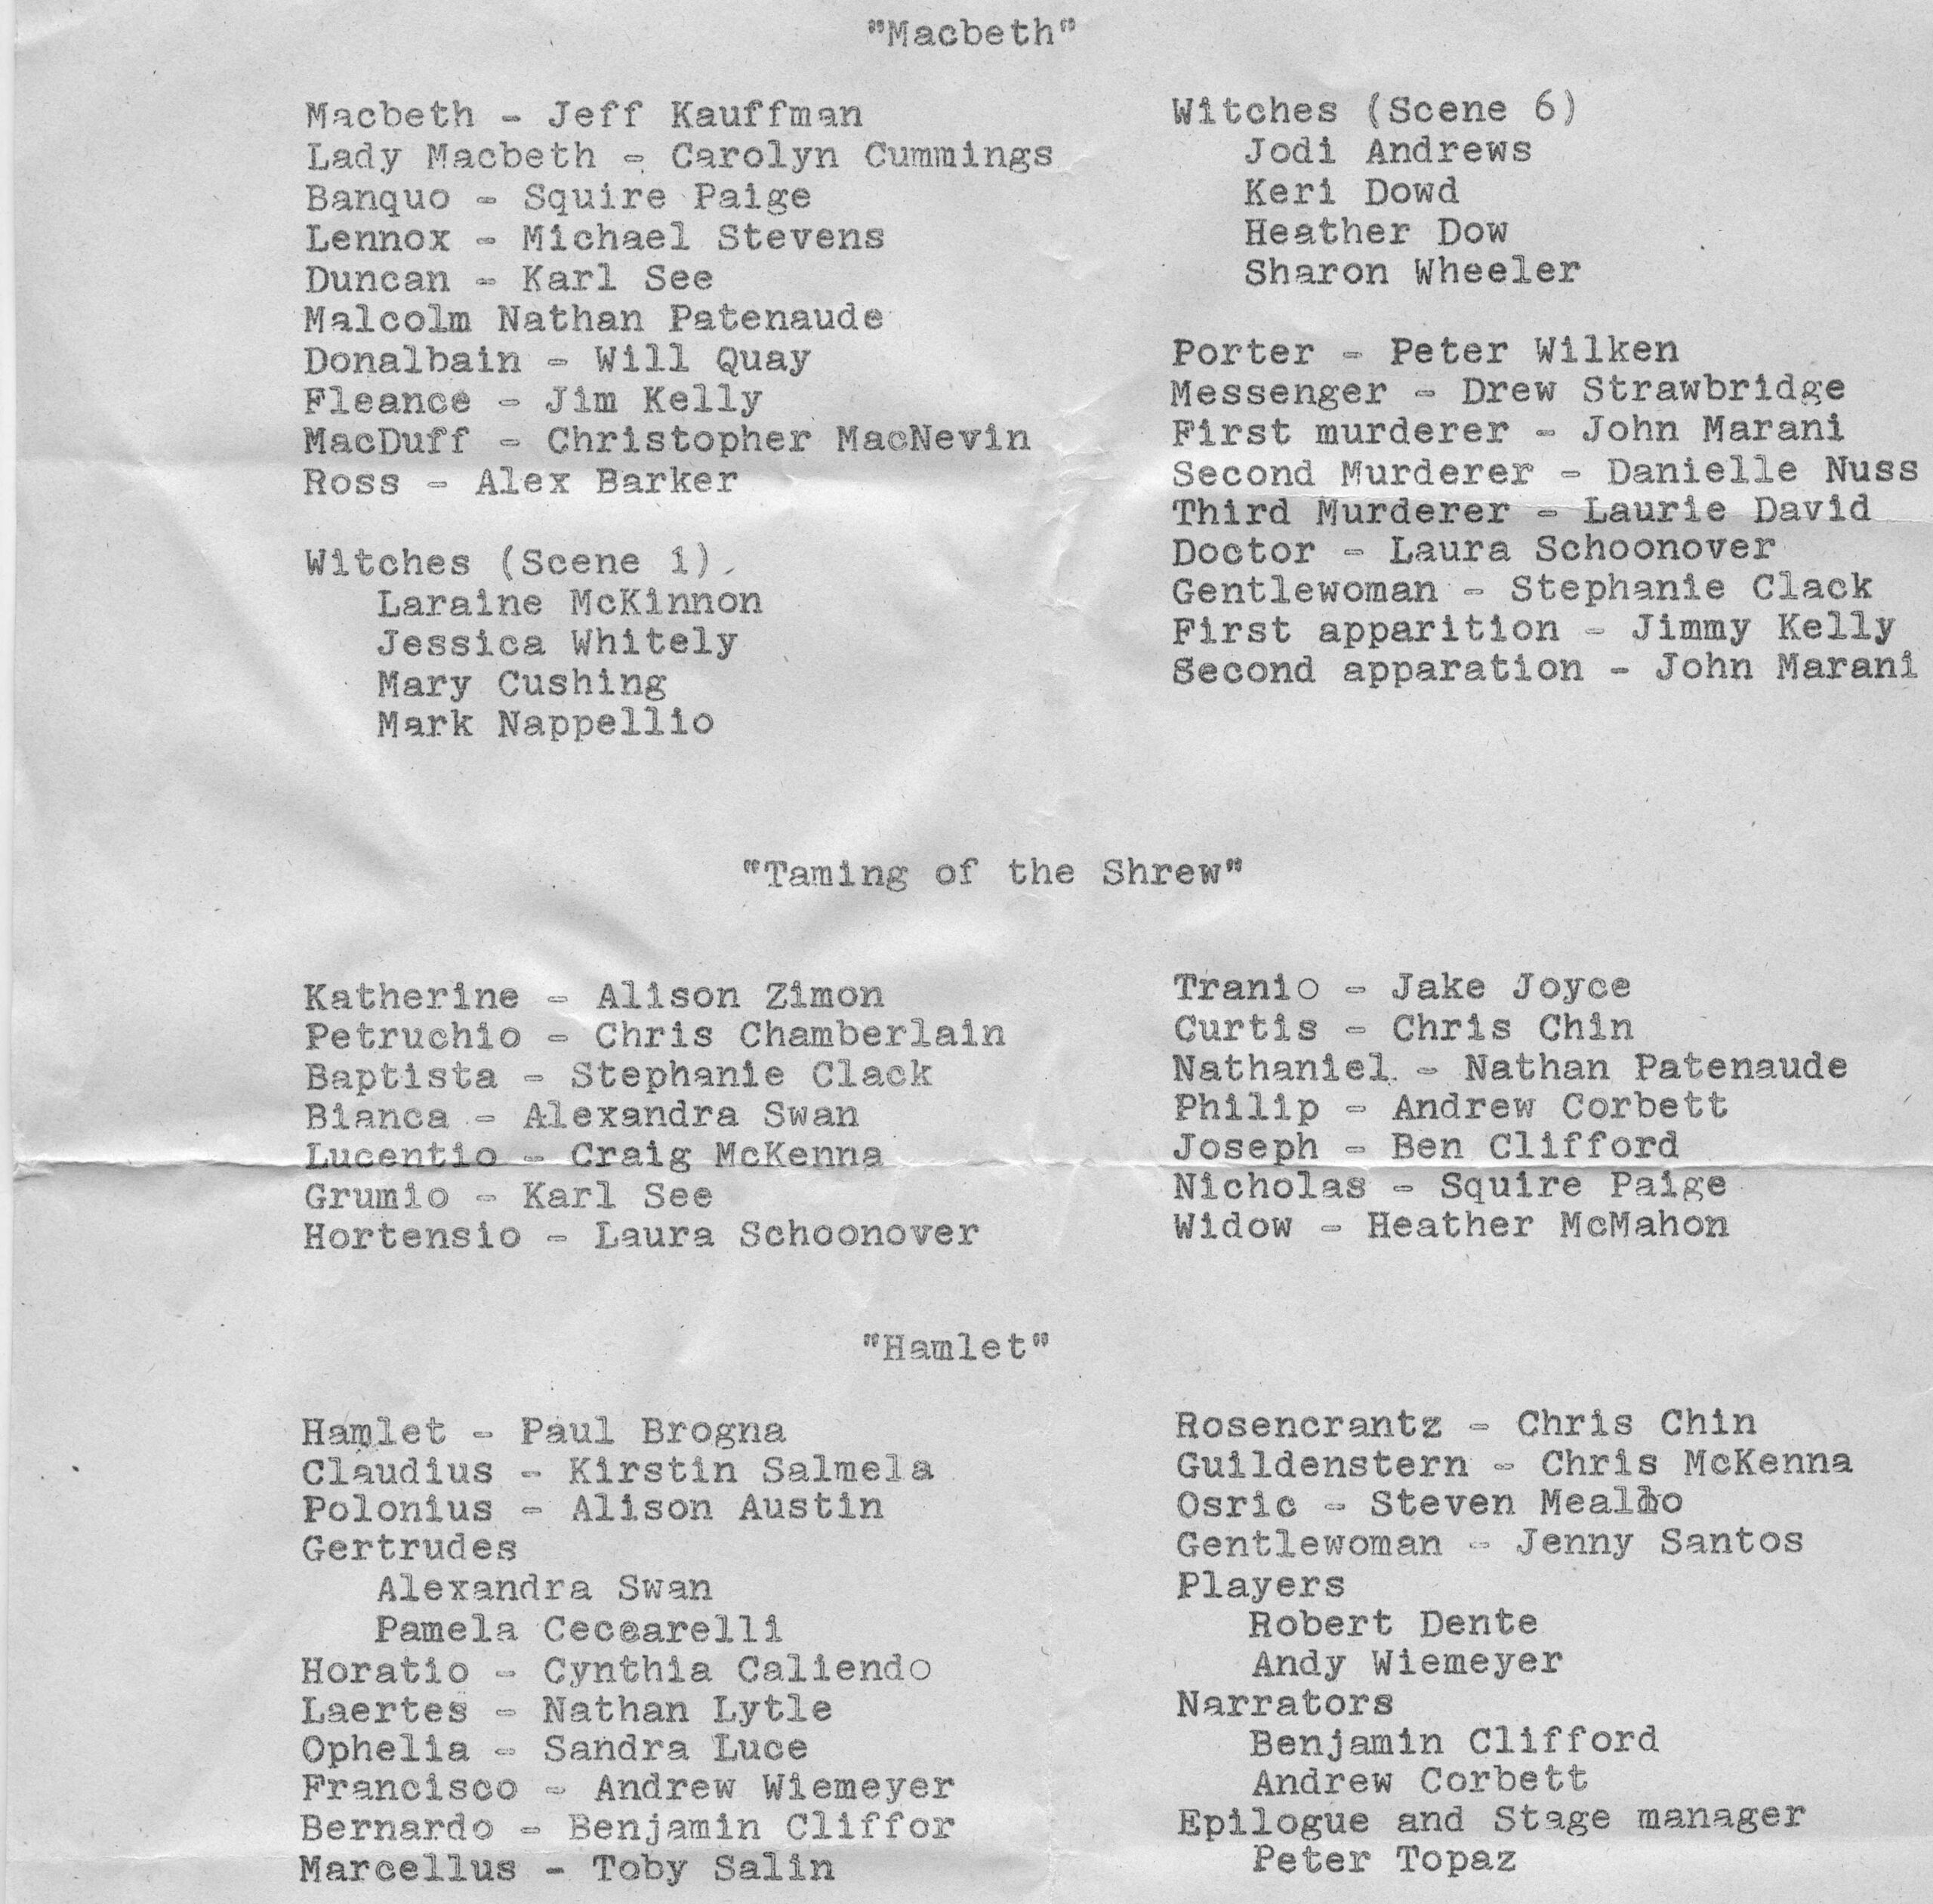 "Macbeth"
Macbeth - Jeff Kauffman
Lady Macbeth - Carolyn Cummings
Banquo - Squire Paige
Lennox - Michael Stevens
Duncan - Karl See
Malcolm Nathan Patenaude
Donalbain - Will Quay
Fleance - Jim Kelly
MacDuff - Christopher MacNevin
Ross - Alex Barker
Witches (Scene 1)
Laraine McKinnon
Jessica Whitely
Mary Cushing
Mark Nappellio
Witches (Scene 6)
Jodi Andrews
Keri Dowd
Heather Dow
Sharon Wheeler
Porter - Peter Wilken
Messenger - Drew Strawbridge
First murderer - John Marani
Second Murderer - Danielle Nuss
Third Murderer - Laurie David
Doctor - Laura Schoonover
Gentlewoman - Stephanie Clack
First apparition - Jimmy Kelly
Second apparation - John Marani
"Taming of the Shrew"
Katherine - Alison Zimon
Petruchio - Chris Chamberlain
Baptista - Stephanie Clack
Bianca - Alexandra Swan
Lucentio - Craig McKenna
Grumio - Karl See
Hortensio - Laura Schoonover
Tranio - Jake Joyce
Curtis - Chris Chin
Nathaniel - Nathan Patenaude
Philip - Andrew Corbett
Joseph - Ben Clifford
Nicholas - Squire Paige
Widow - Heather McMahon
"Hamlet"
Hamlet - Paul Brogna
Claudius - Kirstin Salmela
Polonius - Alison Austin
Gertrudes
Alexandra Swan
Pamela Cecearelli
Horatio - Cynthia Caliendo
Laertes - Nathan Lytle
Ophelia - Sandra Luce
Francisco - Andrew Wiemeyer
Bernardo - Benjamin Cliffor
Marcellus - Toby Salin
Rosencrantz - Chris Chin
Guildenstern - Chris McKenna
Osric - Steven
Gentlewoman - Jenny Santos
Players
Robert Dente
Andy Wiemeyer
Narrators
Benjamin Clifford
Andrew Corbett
Epilogue and Stage manager
Peter Topaz